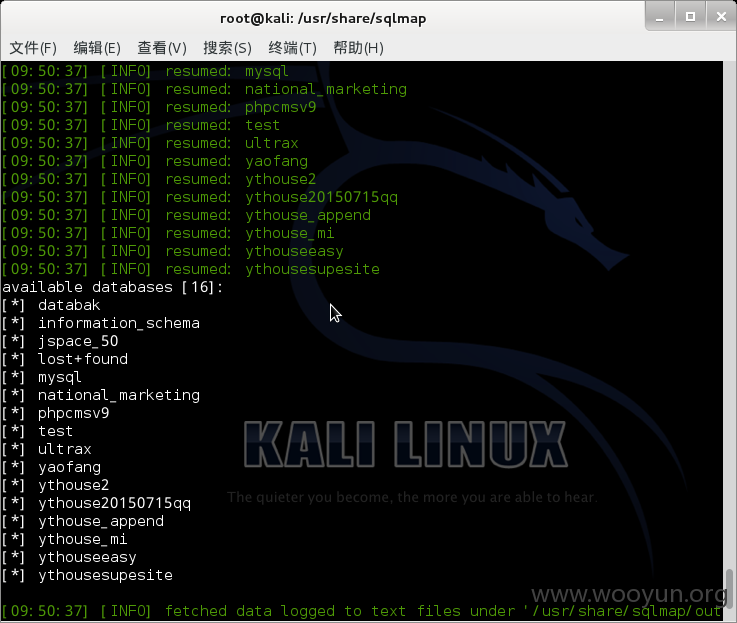 root@kali: /usr/share/sqlmap
文件(F) 编辑(E) 查看(V) 搜索(S) 终端(T) 帮助(H)
[09:50:37] [INFO] resumed: mysql
[09:50:37] [INFO] resumed: national_marketing
[09:50:37] [INFO] resumed: phpcmsv9
[09:50:37] [INFO] resumed: test
[09:50:37] [INFO] resumed: ultrax
[09:50:37] [INFO] resumed: yaofang
[09:50:37] [INFO] resumed: ythouse2
[09:50:37] [INFO] resumed: ythouse20150715qq
[09:50:37] [INFO] resumed: ythouse_append
[09:50:37] [INFO] resumed: ythouse_mi
[09:50:37] [INFO] resumed: ythouseeasy
[09:50:37] [INFO] resumed: ythousesupesite
available databases [16]:
[*] databak
[*] information_schema
[*] jspace_50
[*] lost+found
[*] mysql
[*] national_marketing
[*] phpcmsv9
[*] test
[*] ultrax
[*] yaofang
[*] ythouse2
[*] ythouse20150715qq
[*] ythouse_append
[*] ythouse_mi
[*] ythouseeasy
[*] ythousesupesite
KALI LINUX
The quieter you become, the more you are able to hear.
www.wooyun.org
[09:50:37] [INFO] fetched data logged to text files under '/usr/share/sqlmap/out